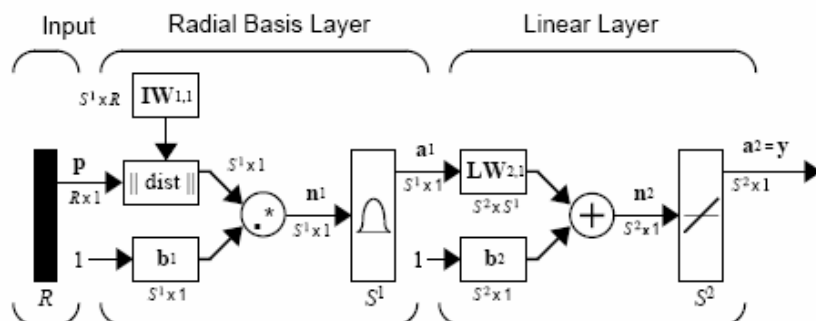 Input Radial Basis Layer Linear Layer
S¹xR IW1,1
p a1 a2 = y
|| dist || S¹x1 LW2,1
Rx1 n1 S¹x1 n2 S²x1
.* S²xS¹ +
S¹x1 S²x1
1 b1 1 b2
R S¹x1 S¹ S²x1 S²